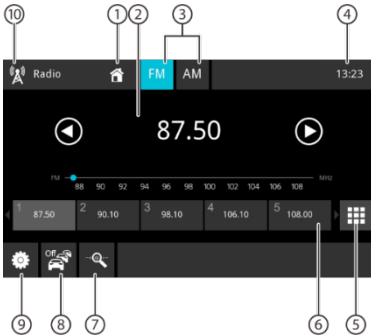 ⑩ ① ② ③ ④
Radio FM AM 13:23
87.50
FM MHz
88 90 92 94 96 98 100 102 104 106 108
1 87.50 2 90.10 3 98.10 4 106.10 5 108.00
Off
⑨ ⑧ ⑦ ⑥ ⑤